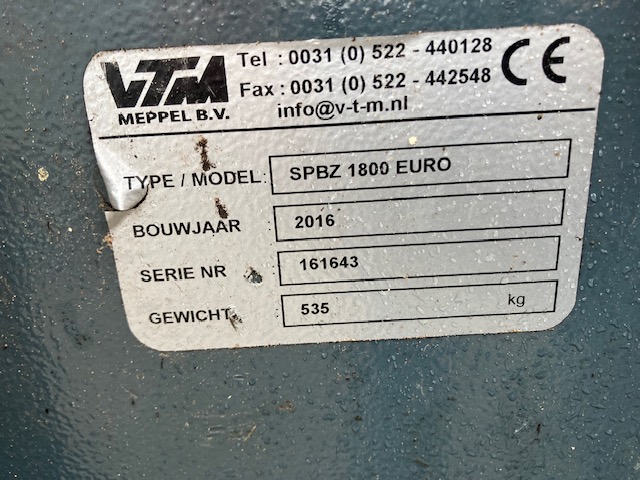 VTM
MEPPEL B.V.
Tel : 0031 (0) 522 - 440128
Fax : 0031 (0) 522 - 442548
info@v-t-m.nl
CE
TYPE / MODEL: SPBZ 1800 EURO
BOUWJAAR 2016
SERIE NR 161643
GEWICHT 535 kg